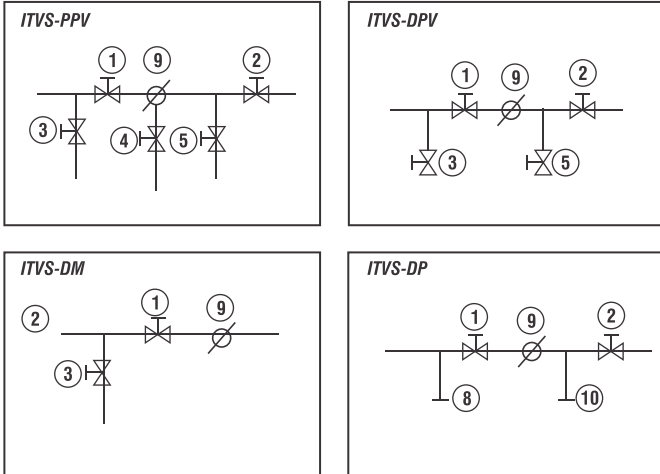 ITVS-PPV
1 9 2
3 4 5
ITVS-DPV
1 9 2
3 5
ITVS-DM
1 9
2
3
ITVS-DP
1 9 2
8 10